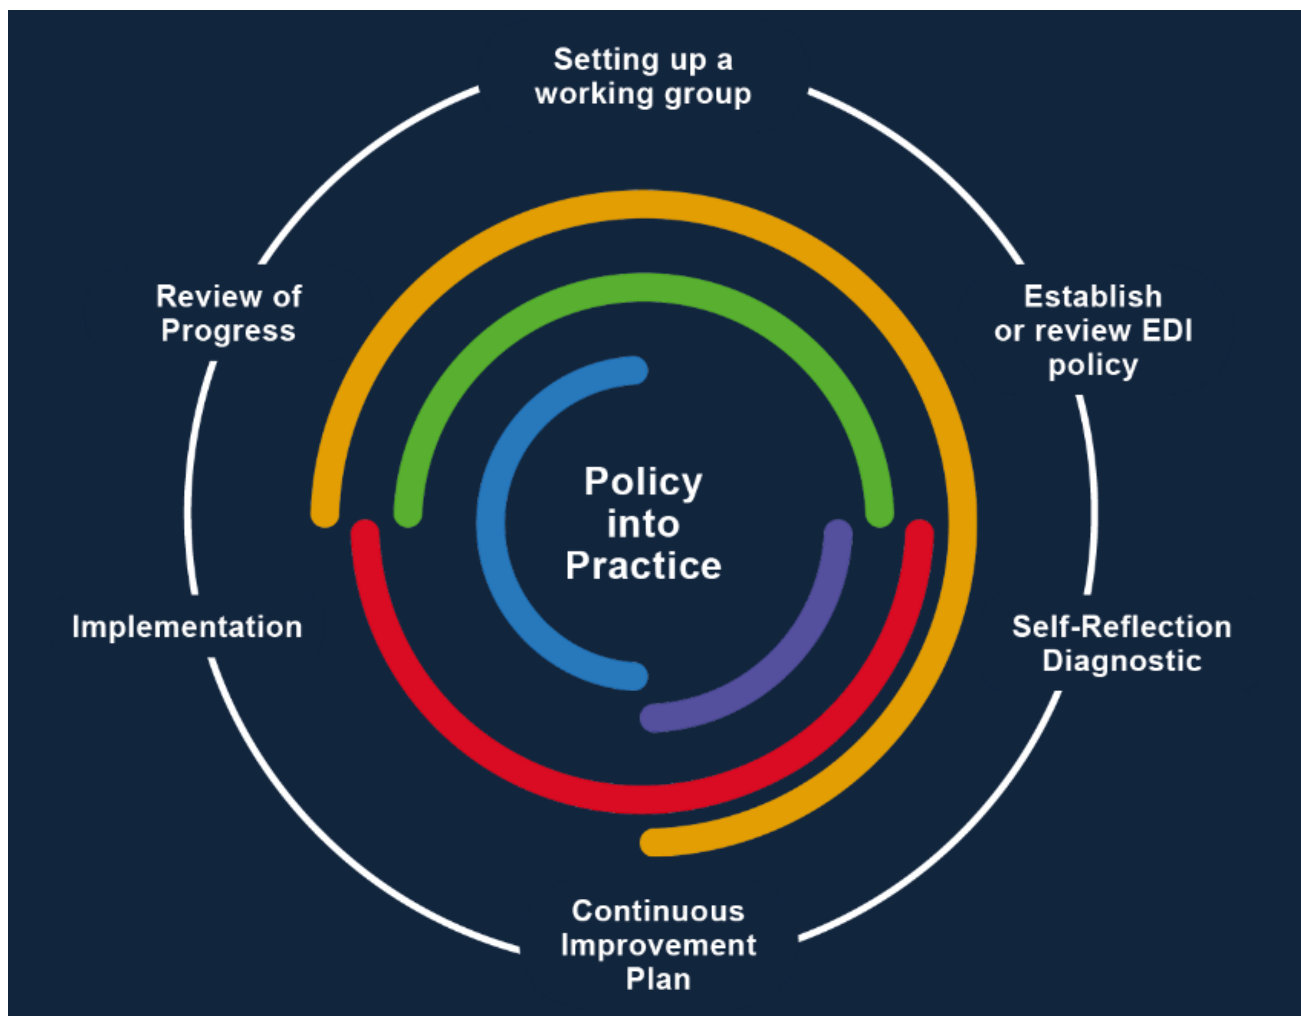 Setting up a
working group
Establish
or review EDI
policy
Self-Reflection
Diagnostic
Continuous
Improvement
Plan
Implementation
Review of
Progress
Policy
into
Practice